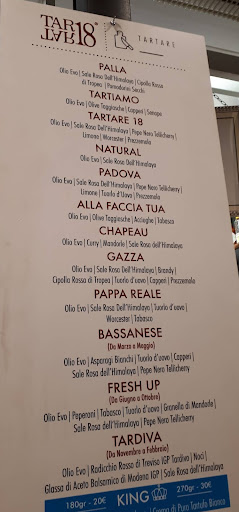 TAR 18
TAR
TARTARE
PALLA
Olio Evo | Sale Rosa Dell'Himalaya | Cipolla Rossa
di Tropea | Pomodorini Secchi
TARTIAMO
Olio Evo | Olive Taggiasche | Capperi | Senape
TARTARE 18
Olio Evo | Sale Rosa Dell'Himalaya | Pepe Nero Tellicherry |
Limone | Worcester | Prezzemolo
NATURAL
Olio Evo | Sale Rosa Dell'Himalaya
PADOVA
Olio Evo | Sale Rosa Dell'Himalaya | Pepe Nero Tellicherry |
Limone | Tuorlo d'Uovo | Prezzemolo
ALLA FACCIA TUA
Olio Evo | Olive Taggiasche | Acciughe | Tabasco
CHAPEAU
Olio Evo | Curry | Mandorle | Sale Rosa dell'Himalaya
GAZZA
Olio Evo | Sale Rosa Dell'Himalaya | Brandy |
Cipolla Rossa di Tropea | Tuorlo d'uovo | Capperi | Prezzemolo
PAPPA REALE
Olio Evo | Sale Rosa Dell'Himalaya | Tuorlo d'uovo |
Worcester | Tabasco
BASSANESE
(Da Marzo a Maggio)
Olio Evo | Asparagi Bianchi | Tuorlo d'uovo | Capperi |
Sale Rosa dell'Himalaya | Pepe Nero Tellicherry
FRESH UP
(Da Giugno a Ottobre)
Olio Evo | Peperoni | Tabasco | Tuorlo d'uovo | Granella di Mandorle |
Sale Rosa dell'Himalaya | Pepe Nero Tellicherry |
Prezzemolo
TARDIVA
(Da Novembre a Febbraio)
Olio Evo | Radicchio Rosso di Treviso IGP Tardivo | Noci |
Glassa di Aceto Balsamico di Modena IGP | Sale Rosa dell'Himalaya
180gr - 20€ KING 270gr - 30€
Crema di Puro Tartufo Bianco